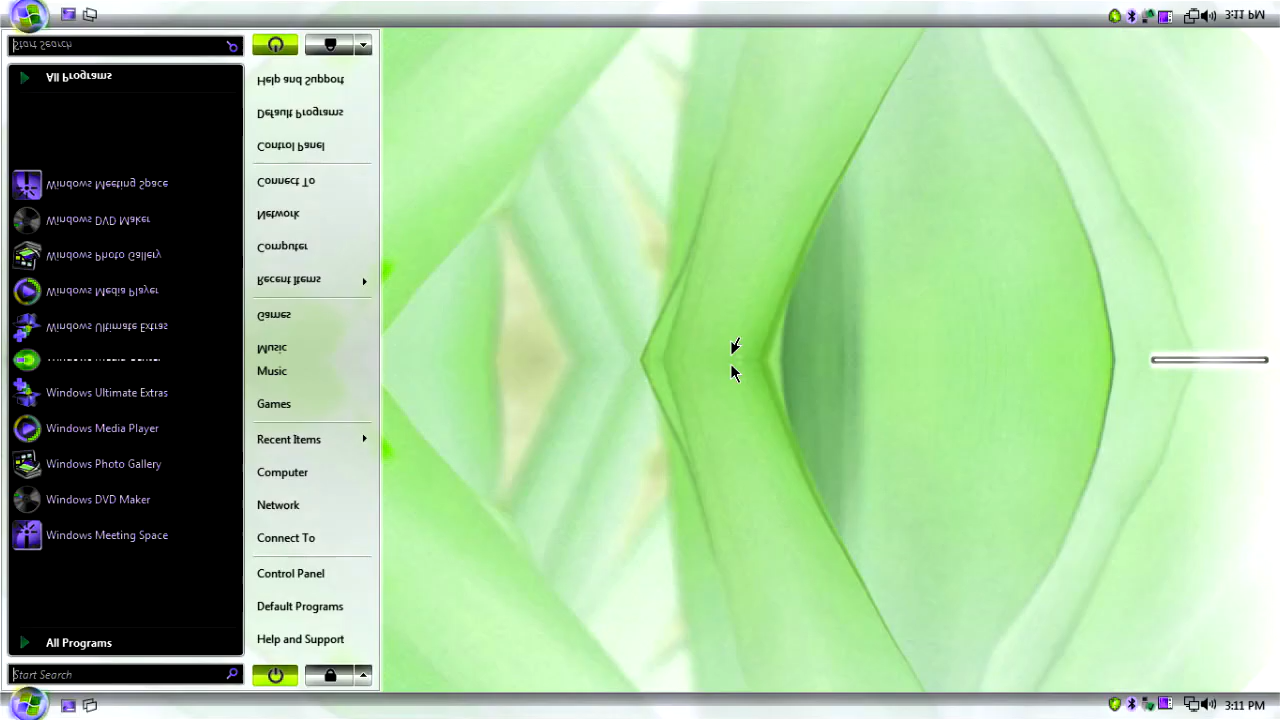 3:11 PM
Start Search
All Programs
Windows Meeting Space
Windows DVD Maker
Windows Photo Gallery
Windows Media Player
Windows Ultimate Extras
Windows Ultimate Extras
Windows Media Player
Windows Photo Gallery
Windows DVD Maker
Windows Meeting Space
All Programs
Start Search
Help and Support
Default Programs
Control Panel
Connect To
Network
Computer
Recent Items
Games
Music
Music
Games
Recent Items
Computer
Network
Connect To
Control Panel
Default Programs
Help and Support
3:11 PM